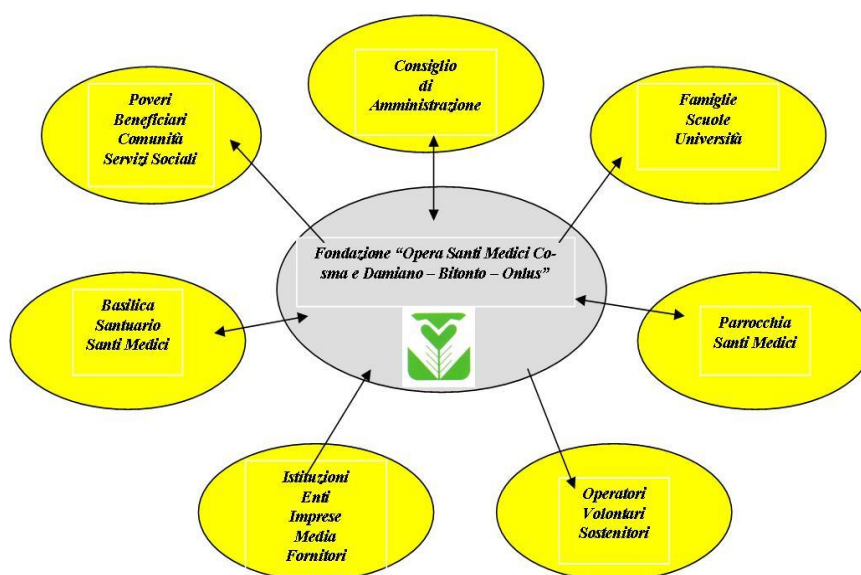 Consiglio
di
Amministrazione
Poveri
Beneficiari
Comunità
Servizi Sociali
Famiglie
Scuole
Università
Fondazione “Opera Santi Medici Co-
sma e Damiano – Bitonto – Onlus”
Basilica
Santuario
Santi Medici
Parrocchia
Santi Medici
Istituzioni
Enti
Imprese
Media
Fornitori
Operatori
Volontari
Sostenitori